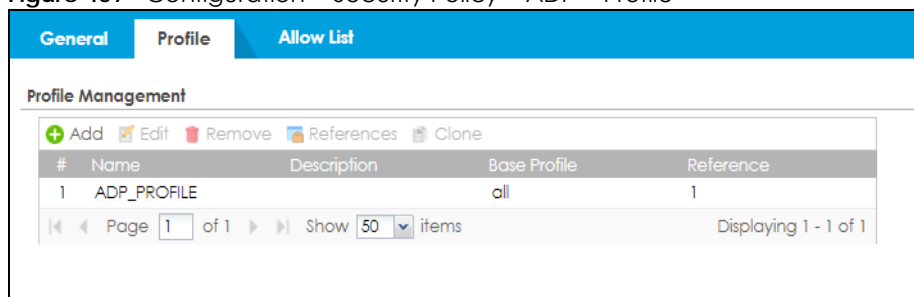 General Profile Allow List
Profile Management
Add Edit Remove References Clone
# Name Description Base Profile Reference
1 ADP_PROFILE all 1
Page 1 of 1 Show 50 items Displaying 1 - 1 of 1